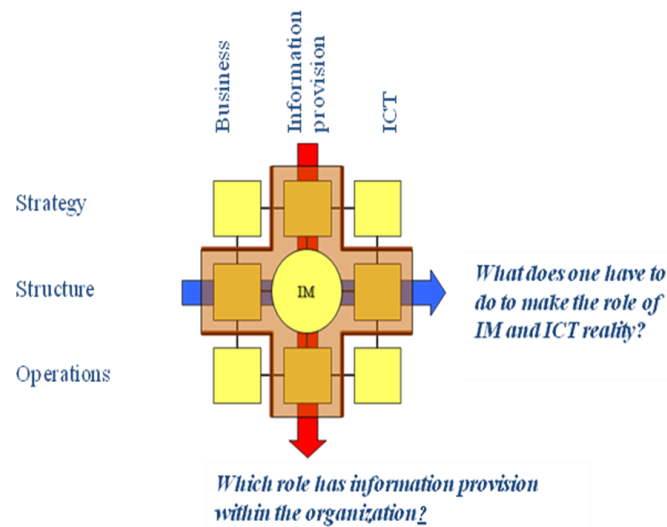 Business
Information
provision
ICT
Strategy
Structure
IM
What does one have to
do to make the role of
IM and ICT reality?
Operations
Which role has information provision
within the organization?